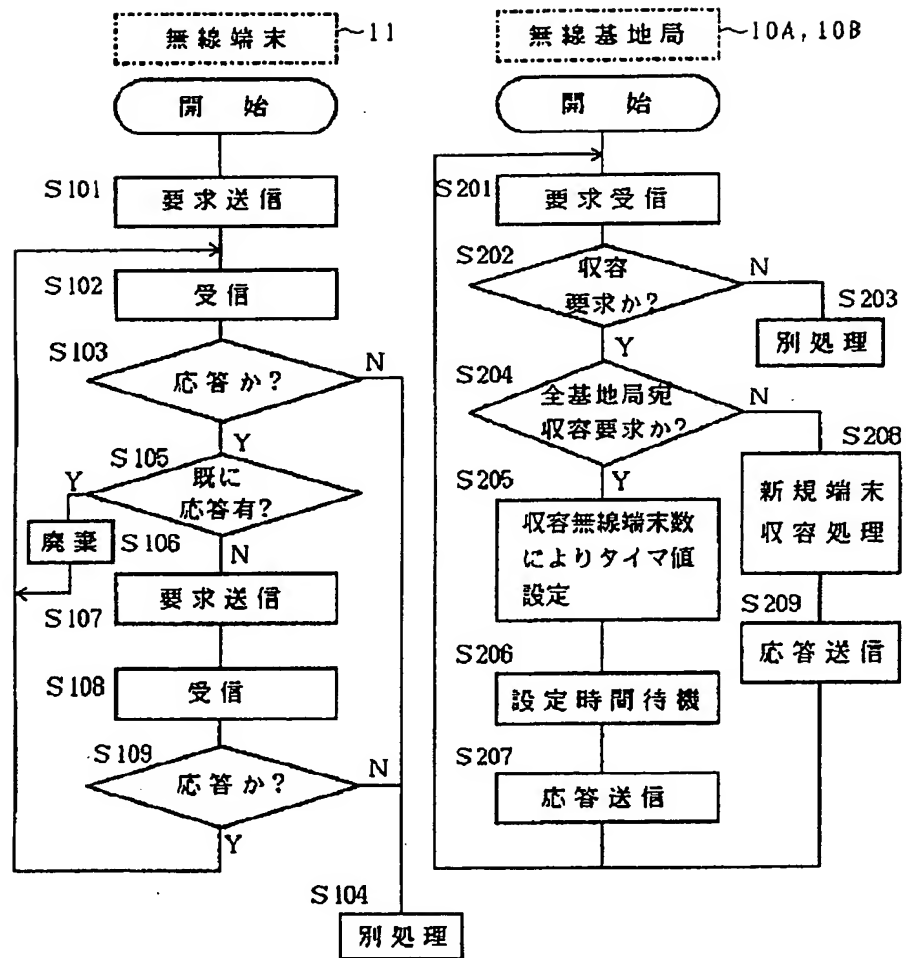 無線端末
~11
開始
S101
要求送信
S102
受信
S103
応答か?
N
Y
S105
既に
応答有?
Y
廃棄
S106
N
S107
要求送信
S108
受信
S109
応答か?
N
Y
S104
別処理
無線基地局
~10A, 10B
開始
S201
要求受信
S202
収容
要求か?
N
S203
別処理
Y
S204
全基地局宛
収容要求か?
N
S208
新規端末
収容処理
Y
S205
収容無線端末数
によりタイマ値
設定
S209
応答送信
S206
設定時間待機
S207
応答送信